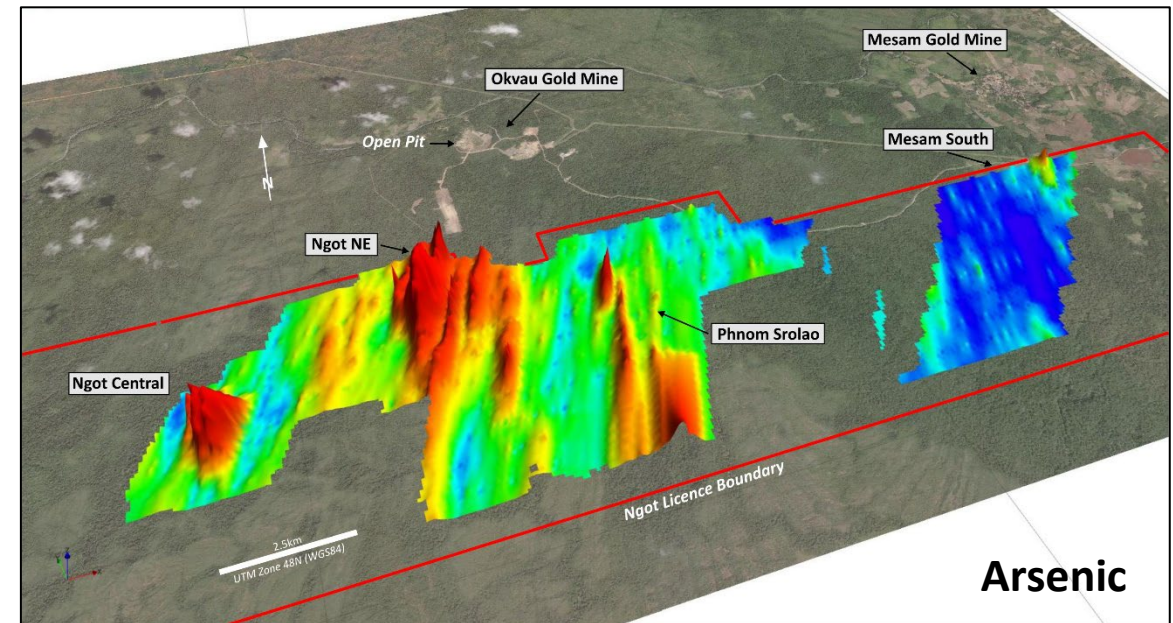 Mesam Gold Mine
Okvau Gold Mine
Open Pit
Mesam South
N
Ngot NE
Phnom Srolao
Ngot Central
Ngot Licence Boundary
2.5km
UTM Zone 48N (WGS84)
Arsenic